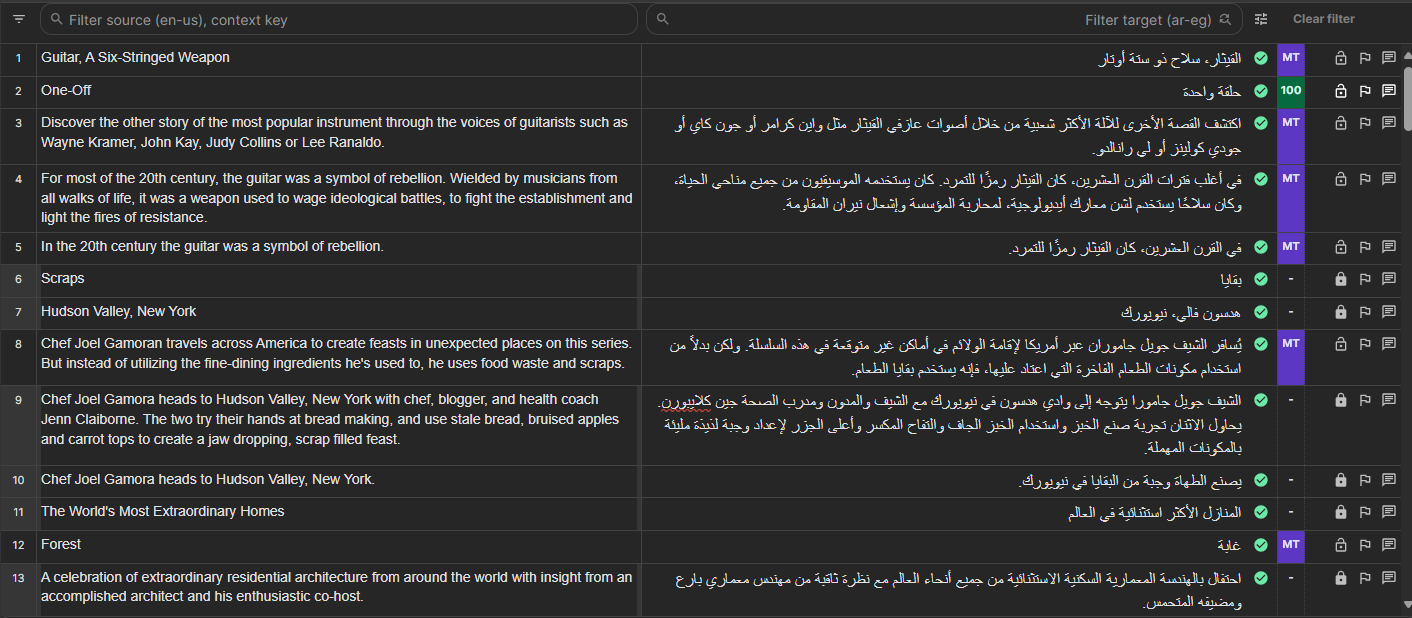 Filter source (en-us), context key
Filter target (ar-eg)
Clear filter
1
Guitar, A Six-Stringed Weapon
القيثار، سلاح ذو ستة أوتار
MT
2
One-Off
حلقة واحدة
100
3
Discover the other story of the most popular instrument through the voices of guitarists such as
Wayne Kramer, John Kay, Judy Collins or Lee Ranaldo.
اكتشف القصة الأخرى للآلة الأكثر شعبية من خلال أصوات عازفي القيثار مثل واين كرامر أو جون كاي أو
جودي كولينز أو لي رانالدو.
MT
4
For most of the 20th century, the guitar was a symbol of rebellion. Wielded by musicians from
all walks of life, it was a weapon used to wage ideological battles, to fight the establishment and
light the fires of resistance.
في أغلب فترات القرن العشرين، كان القيثار رمزًا للتمرد. كان يستخدمه الموسيقيون من جميع مناحي الحياة،
وكان سلاحًا يستخدم لشن معارك أيديولوجية، لمحاربة المؤسسة وإشعال نيران المقاومة.
MT
5
In the 20th century the guitar was a symbol of rebellion.
في القرن العشرين، كان القيثار رمزًا للتمرد.
MT
6
Scraps
بقايا
-
7
Hudson Valley, New York
هدسون فالي، نيويورك
-
8
Chef Joel Gamoran travels across America to create feasts in unexpected places on this series.
But instead of utilizing the fine-dining ingredients he's used to, he uses food waste and scraps.
يُسافر الشيف جويل جاموران عبر أمريكا لإقامة الولائم في أماكن غير متوقعة في هذه السلسلة. ولكن بدلاً من
استخدام مكونات الطعام الفاخرة التي اعتاد عليها، فإنه يستخدم بقايا الطعام.
MT
9
Chef Joel Gamora heads to Hudson Valley, New York with chef, blogger, and health coach
Jenn Claiborne. The two try their hands at bread making, and use stale bread, bruised apples
and carrot tops to create a jaw dropping, scrap filled feast.
الشيف جويل جامورا يتوجه إلى وادي هدسون في نيويورك مع الشيف والمدون ومدرب الصحة جين كلايبورن.
يحاول الاثنان تجربة صنع الخبز واستخدام الخبز الجاف والتفاح المكسر وأعلى الجزر لإعداد وجبة لذيذة مليئة
بالمكونات المهملة.
-
10
Chef Joel Gamora heads to Hudson Valley, New York.
يصنع الطهاة وجبة من البقايا في نيويورك.
-
11
The World's Most Extraordinary Homes
المنازل الأكثر استثنائية في العالم
-
12
Forest
غابة
MT
13
A celebration of extraordinary residential architecture from around the world with insight from an
accomplished architect and his enthusiastic co-host.
احتفال بالهندسة المعمارية السكنية الاستثنائية من جميع أنحاء العالم مع نظرة ثاقبة من مهندس معماري بارع
ومضيفه المتحمس.
-